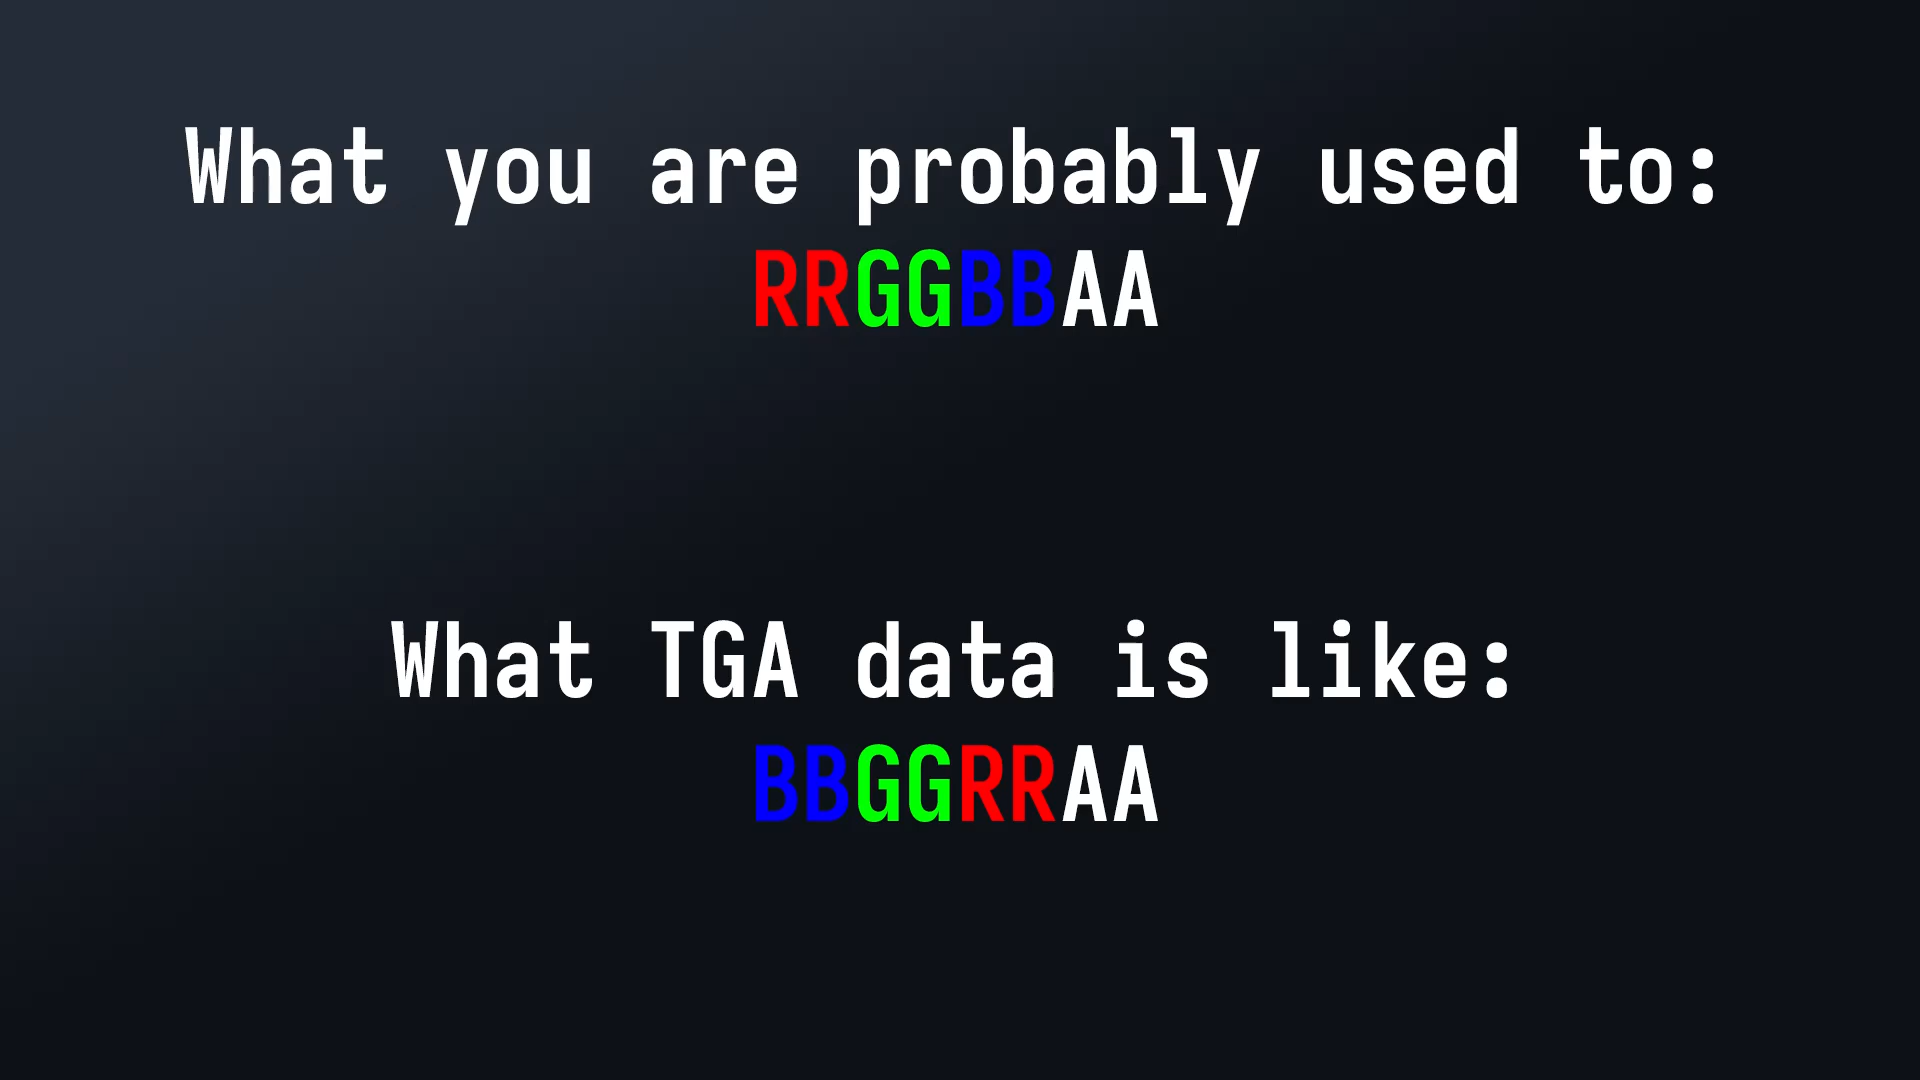 What you are probably used to:
RRGGBBAA
What TGA data is like:
BBGGRRAA